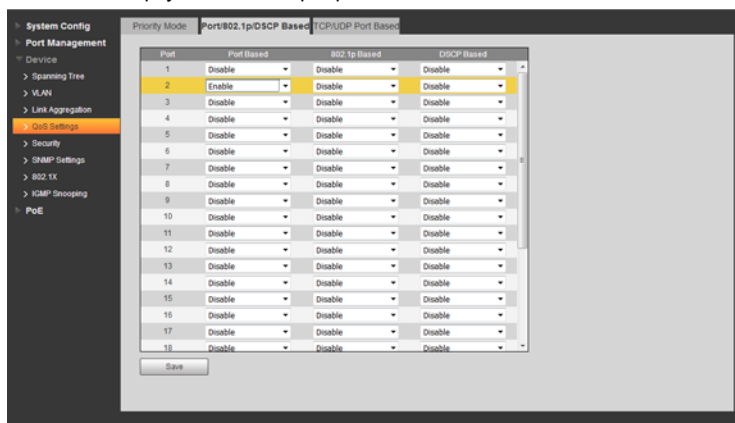 System Config
Port Management
Device
Spanning Tree
VLAN
Link Aggregation
QoS Settings
Security
SNMP Settings
802.1X
IGMP Snooping
PoE
Priority Mode Port/802.1p/DSCP Based TCP/UDP Port Based
Port Port Based 802.1p Based DSCP Based
1 Disable Disable Disable
2 Enable Disable Disable
3 Disable Disable Disable
4 Disable Disable Disable
5 Disable Disable Disable
6 Disable Disable Disable
7 Disable Disable Disable
8 Disable Disable Disable
9 Disable Disable Disable
10 Disable Disable Disable
11 Disable Disable Disable
12 Disable Disable Disable
13 Disable Disable Disable
14 Disable Disable Disable
15 Disable Disable Disable
16 Disable Disable Disable
17 Disable Disable Disable
18 Disable Disable Disable
Save